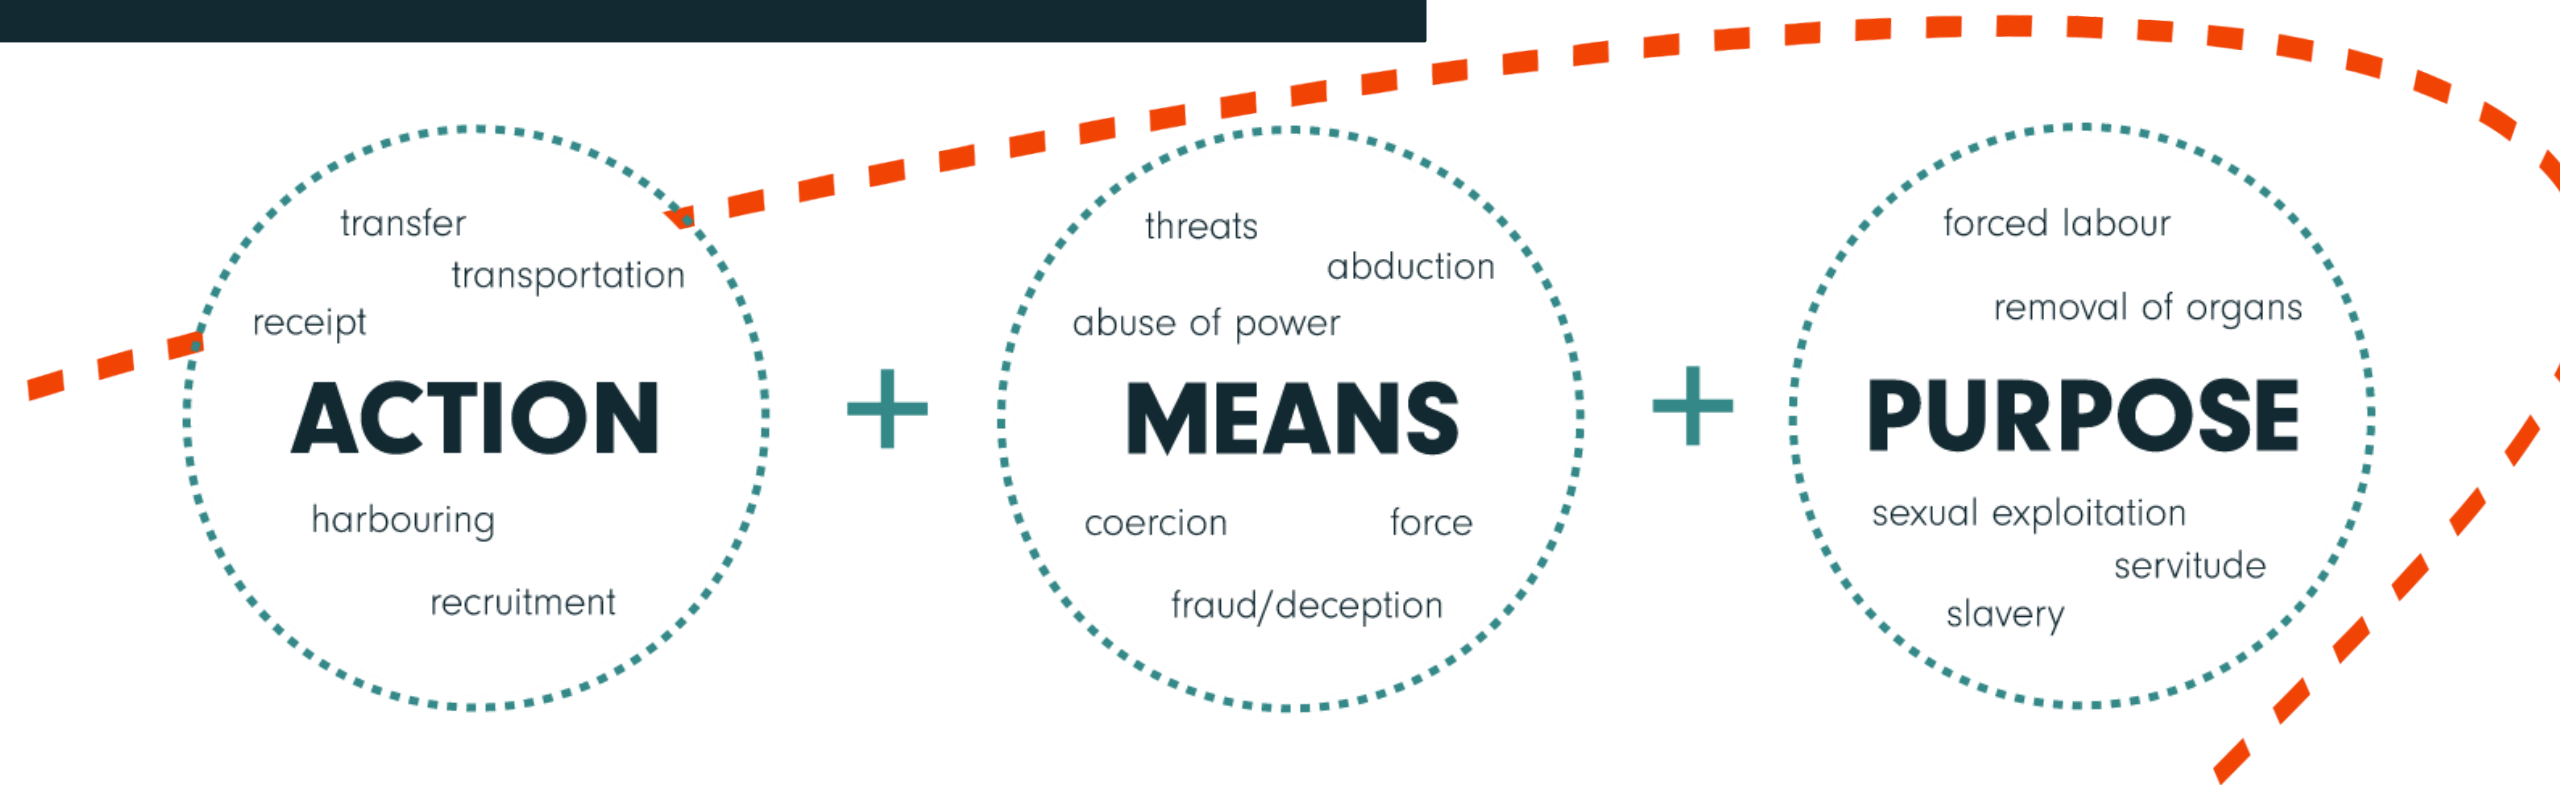 transfer
transportation
receipt
ACTION
harbouring
recruitment
+
threats
abduction
abuse of power
MEANS
coercion force
fraud/deception
+
forced labour
removal of organs
PURPOSE
sexual exploitation
servitude
slavery